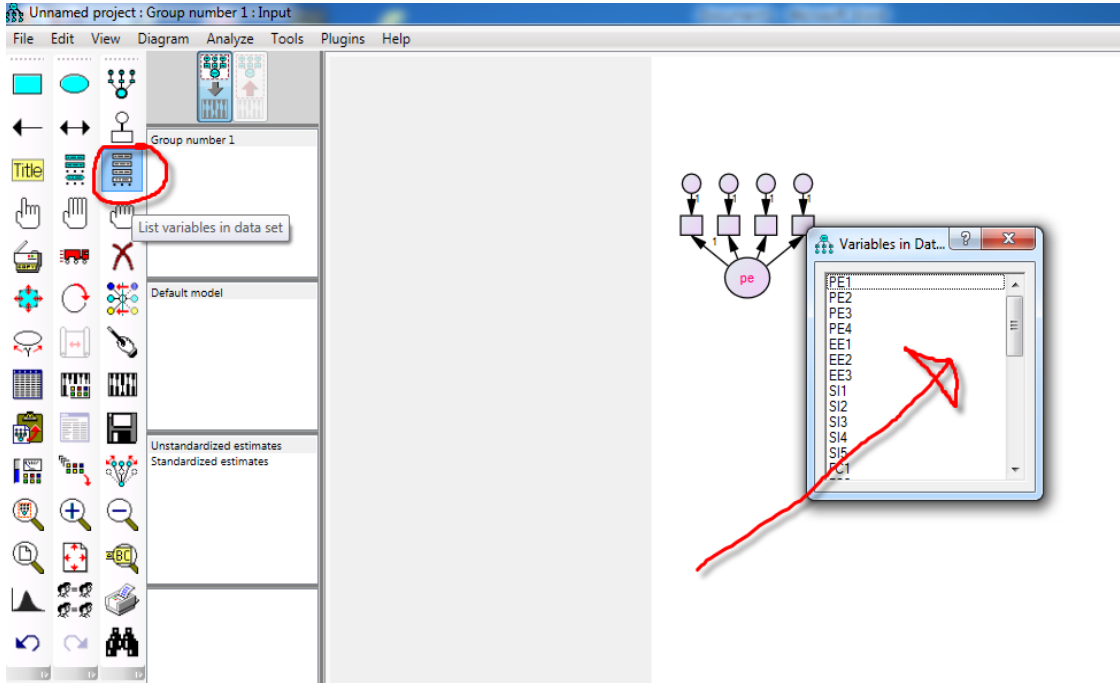 Unnamed project : Group number 1 : Input
File Edit View Diagram Analyze Tools Plugins Help
Title
Group number 1
List variables in data set
Default model
Unstandardized estimates
Standardized estimates
1 1 1 1
1
pe
Variables in Dat...
PE1
PE2
PE3
PE4
EE1
EE2
EE3
SI1
SI2
SI3
SI4
SI5
FC1